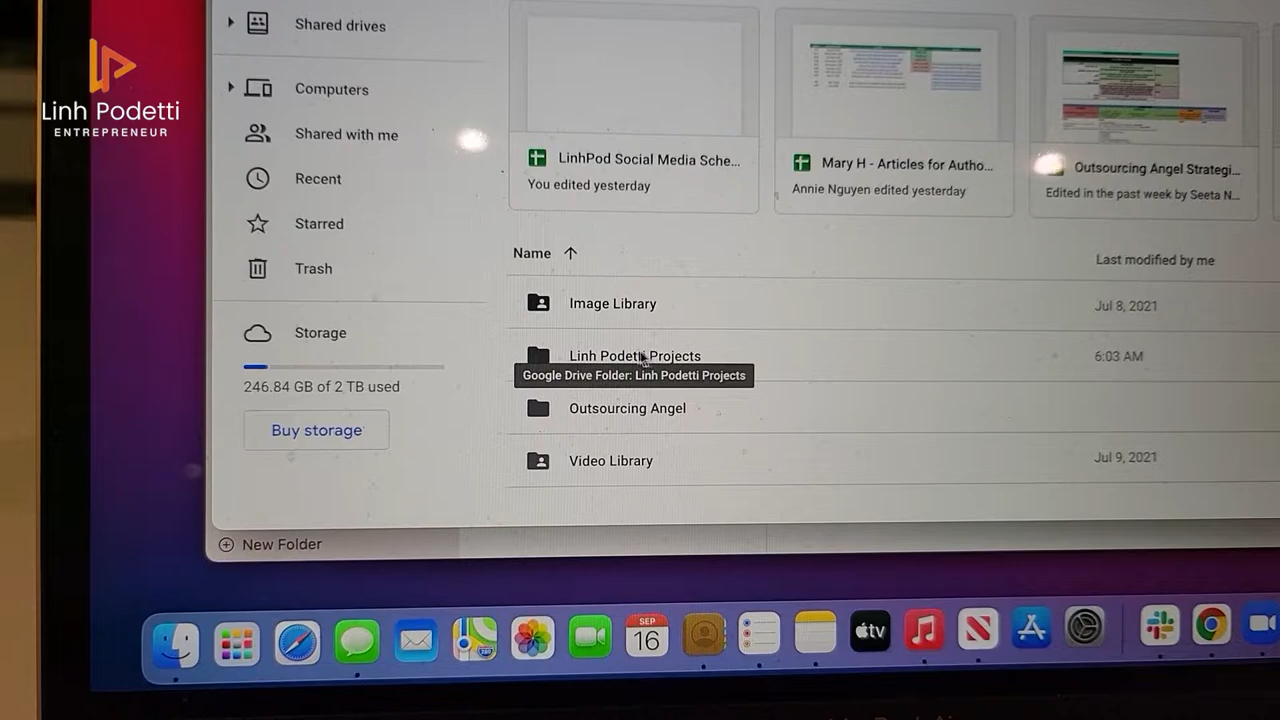 Linh Podetti
ENTREPRENEUR
Shared drives
Computers
Shared with me
Recent
Starred
Trash
Storage
246.84 GB of 2 TB used
Buy storage
LinhPod Social Media Sche...
You edited yesterday
Mary H - Articles for Autho...
Annie Nguyen edited yesterday
Outsourcing Angel Strategi...
Edited in the past week by Seeta N...
Name
Last modified by me
Image Library
Jul 8, 2021
Linh Podetti Projects
6:03 AM
Google Drive Folder: Linh Podetti Projects
Outsourcing Angel
Video Library
Jul 9, 2021
New Folder
SEP
16
tv